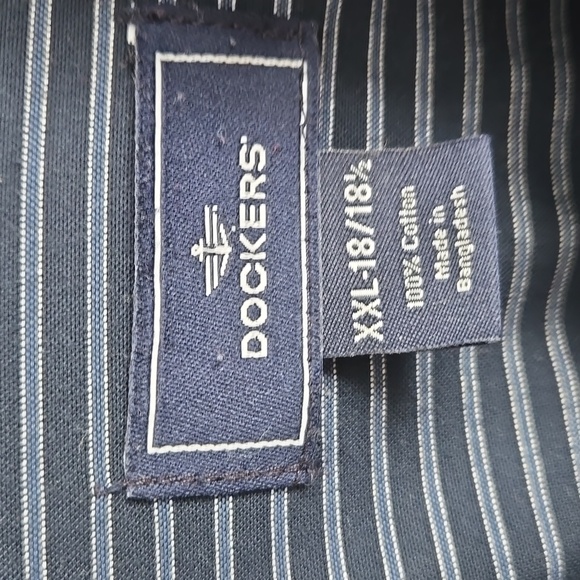 DOCKERS
XXL-18/18½
100% Cotton
Made in
Bangladesh